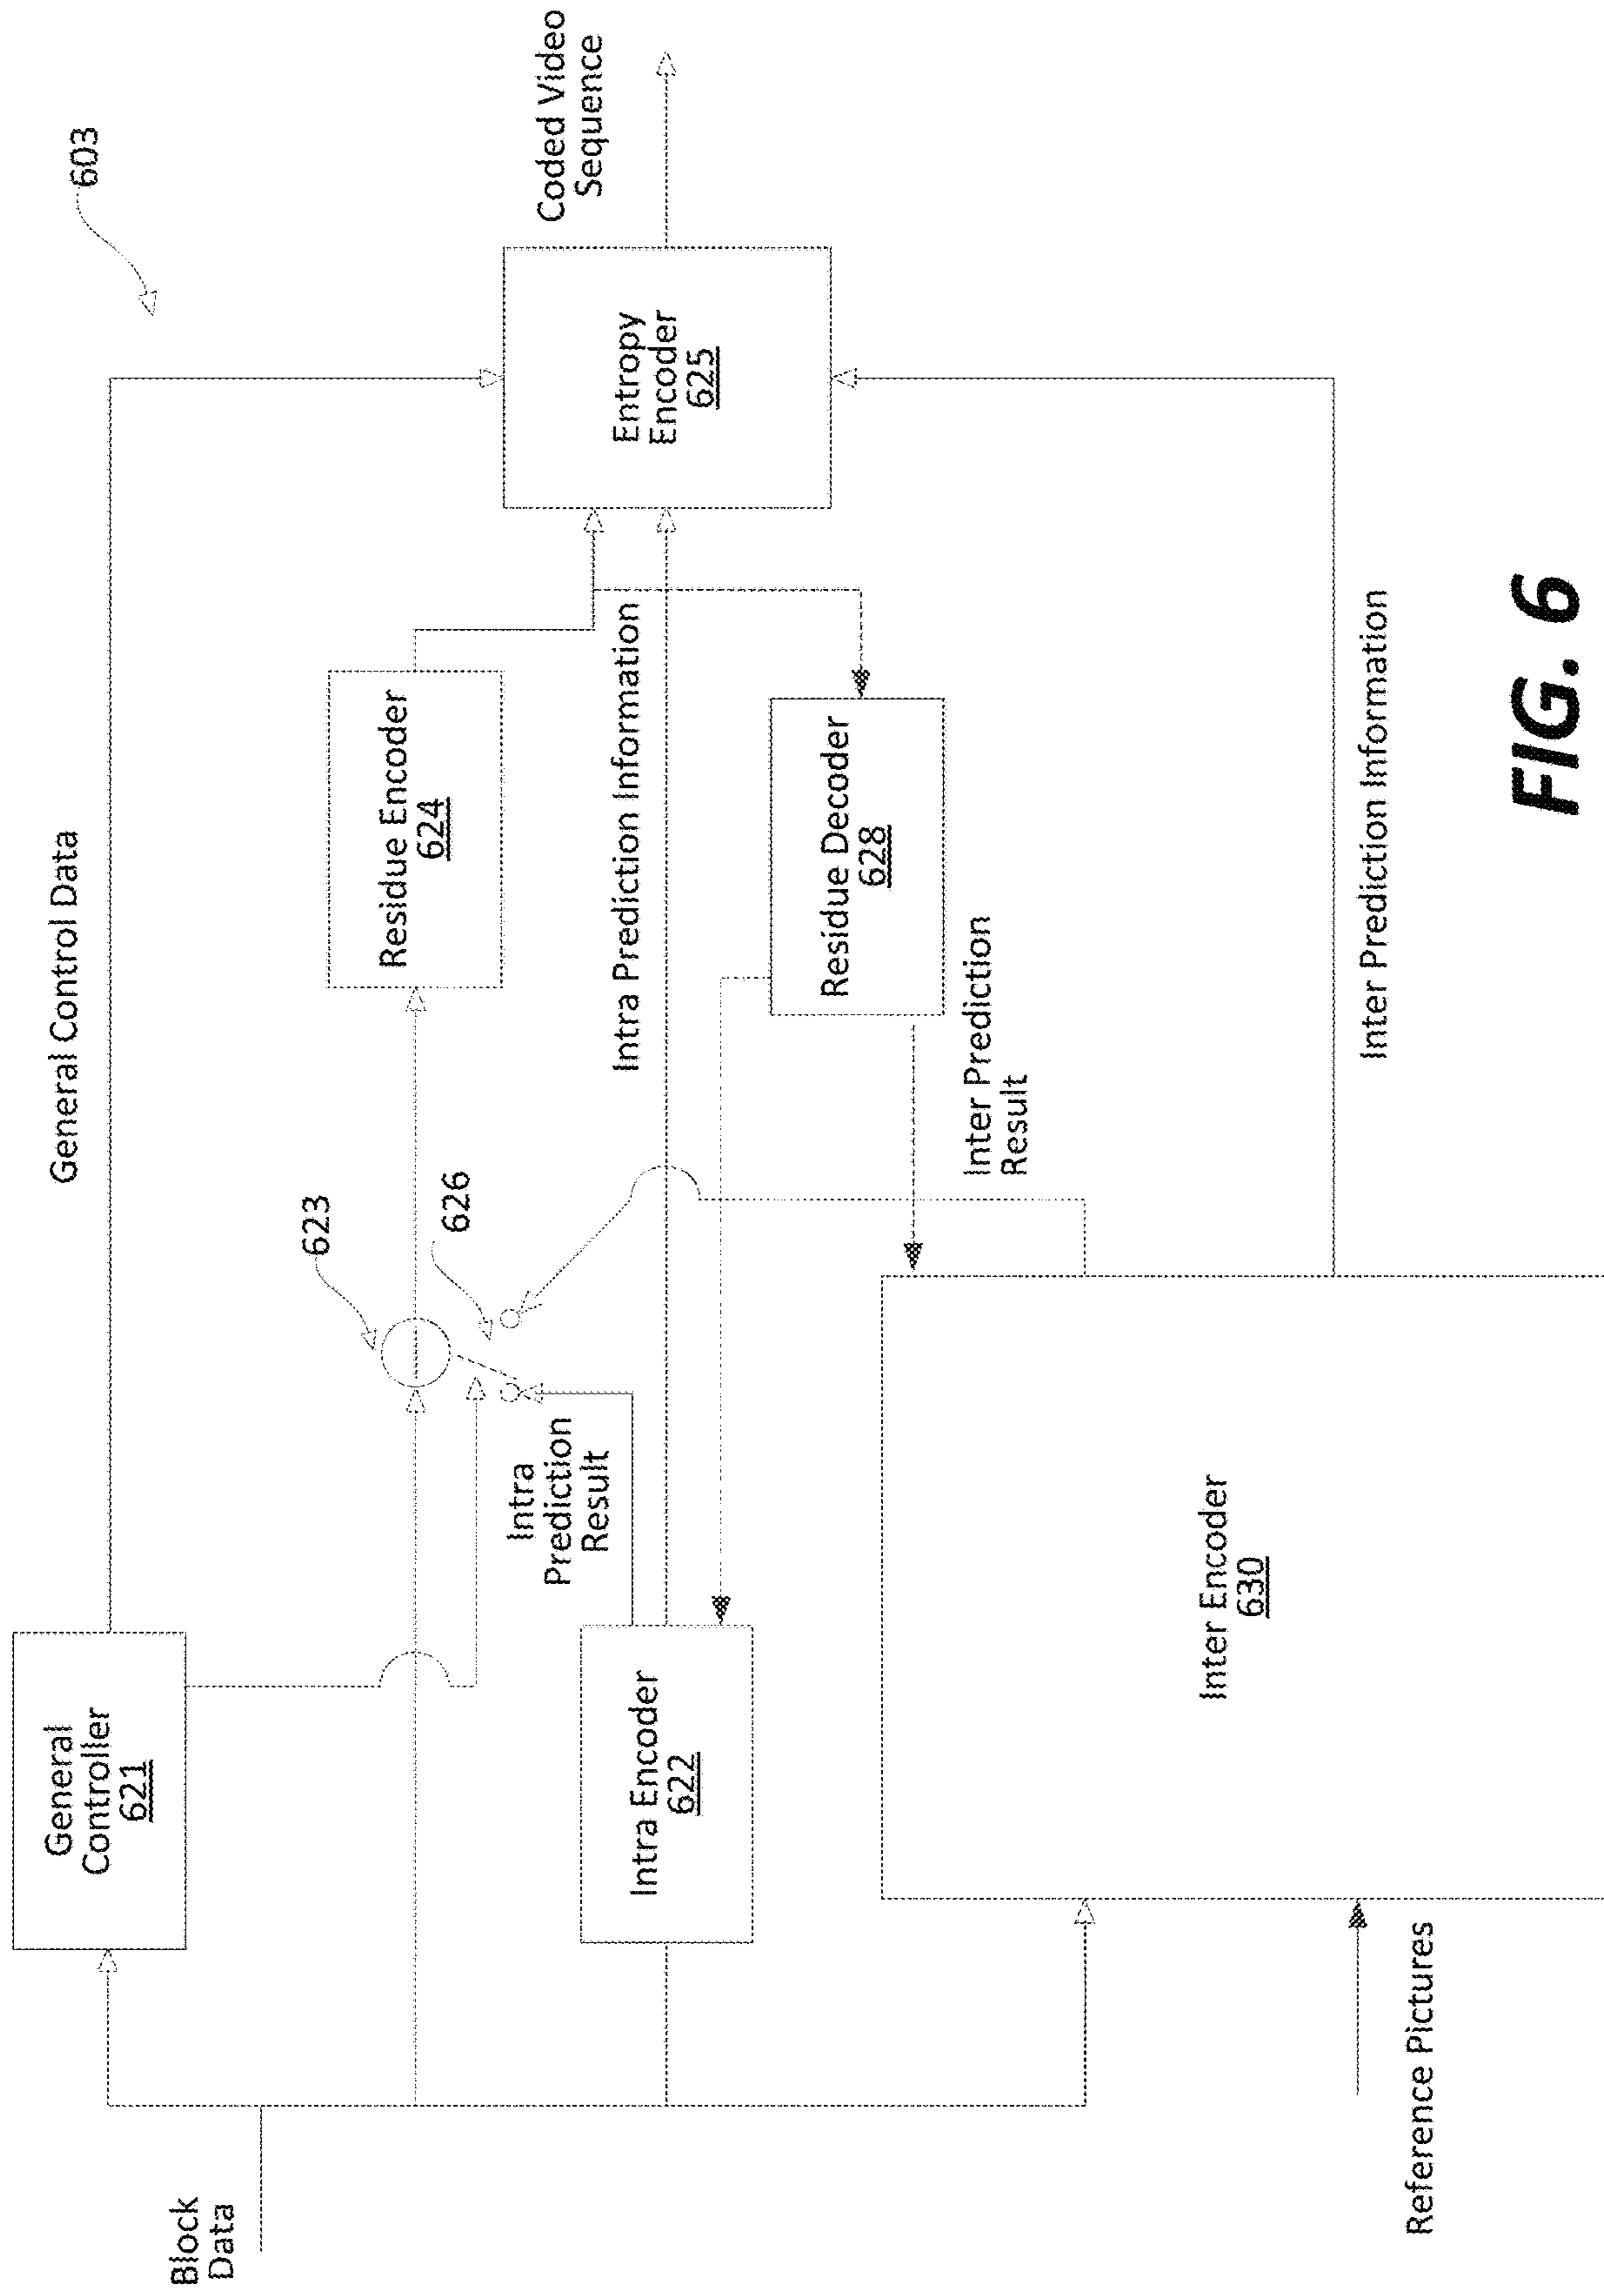 603
General Control Data
Block
Data
General
Controller
621
623
626
Residue Encoder
624
Entropy
Encoder
625
Coded Video
Sequence
Intra
Prediction
Result
Intra Prediction Information
Intra Encoder
622
Residue Decoder
628
Inter Prediction
Result
Inter Encoder
630
Reference Pictures
Inter Prediction Information
FIG. 6